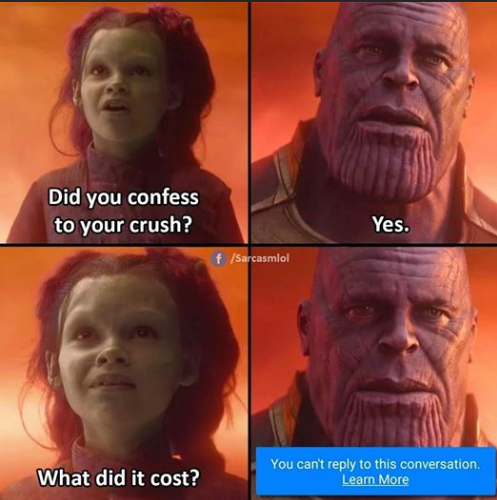 Did you confess
to your crush?
Yes.
f /Sarcasmlol
What did it cost?
You can't reply to this conversation.
Learn More